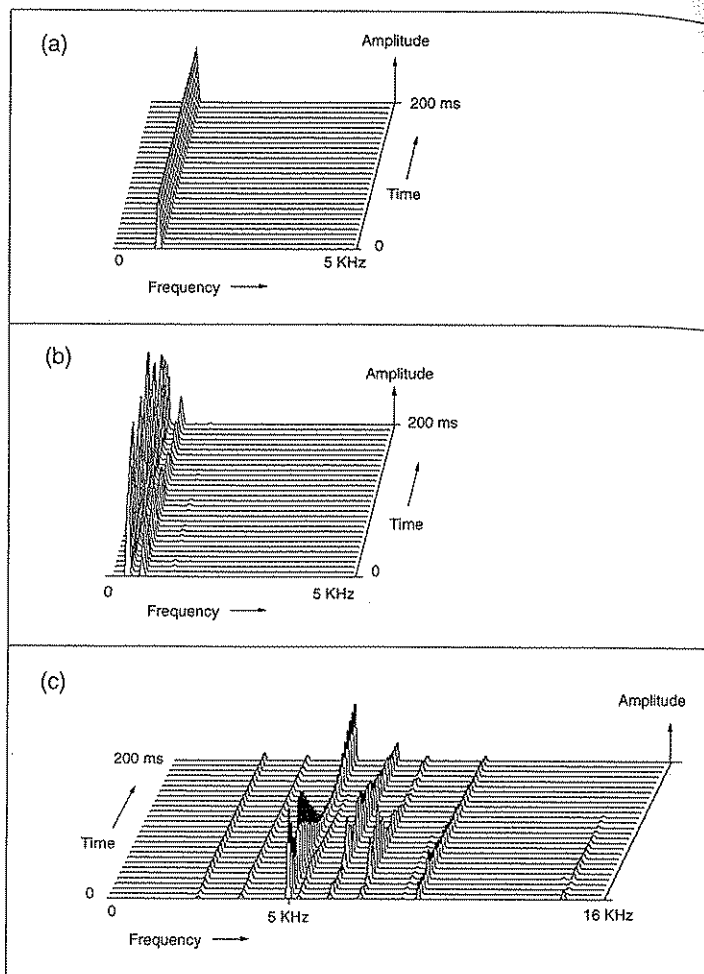 (a)
Amplitude
200 ms
Time
0
0
5 KHz
Frequency
(b)
Amplitude
200 ms
Time
0
0
5 KHz
Frequency
(c)
Amplitude
200 ms
Time
0
0
5 KHz
16 KHz
Frequency